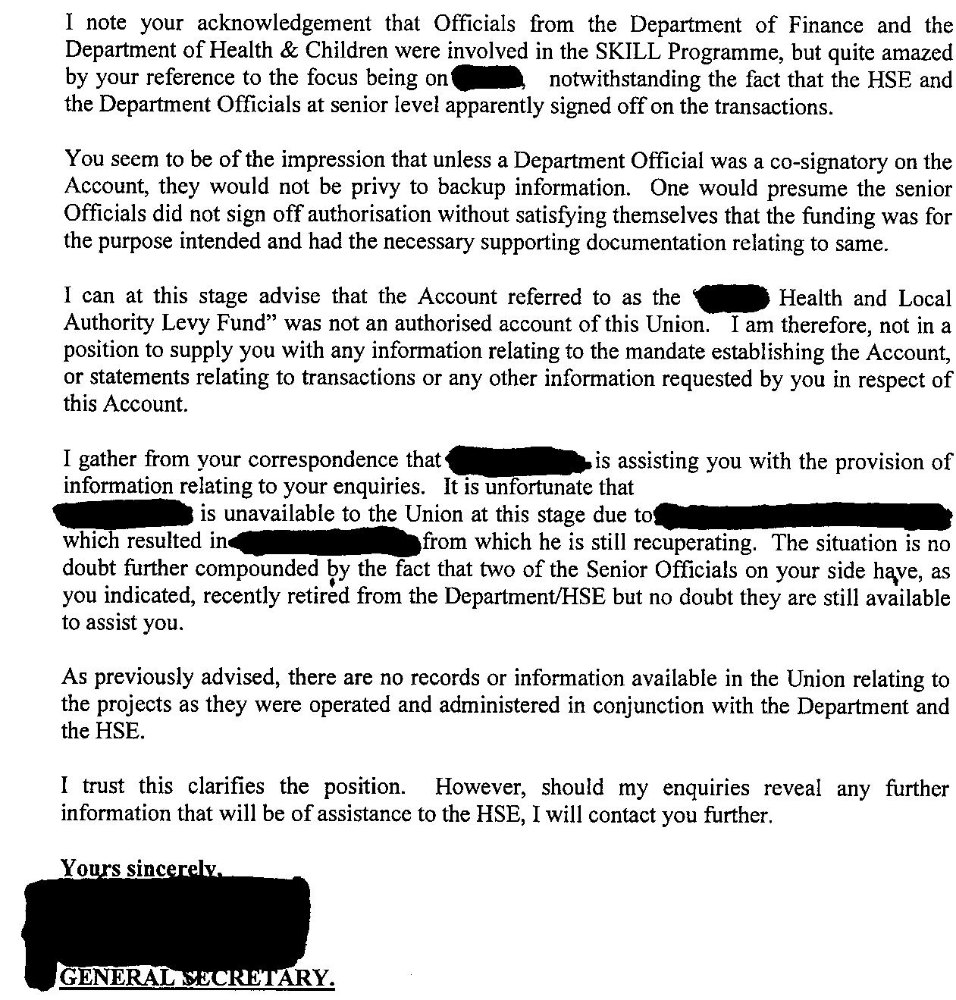 I note your acknowledgement that Officials from the Department of Finance and the
Department of Health & Children were involved in the SKILL Programme, but quite amazed
by your reference to the focus being on , notwithstanding the fact that the HSE and
the Department Officials at senior level apparently signed off on the transactions.
You seem to be of the impression that unless a Department Official was a co-signatory on the
Account, they would not be privy to backup information. One would presume the senior
Officials did not sign off authorisation without satisfying themselves that the funding was for
the purpose intended and had the necessary supporting documentation relating to same.
I can at this stage advise that the Account referred to as the “ Health and Local
Authority Levy Fund” was not an authorised account of this Union. I am therefore, not in a
position to supply you with any information relating to the mandate establishing the Account,
or statements relating to transactions or any other information requested by you in respect of
this Account.
I gather from your correspondence that is assisting you with the provision of
information relating to your enquiries. It is unfortunate that
is unavailable to the Union at this stage due to
which resulted in from which he is still recuperating. The situation is no
doubt further compounded by the fact that two of the Senior Officials on your side have, as
you indicated, recently retired from the Department/HSE but no doubt they are still available
to assist you.
As previously advised, there are no records or information available in the Union relating to
the projects as they were operated and administered in conjunction with the Department and
the HSE.
I trust this clarifies the position. However, should my enquiries reveal any further
information that will be of assistance to the HSE, I will contact you further.
Yours sincerely,
GENERAL SECRETARY.